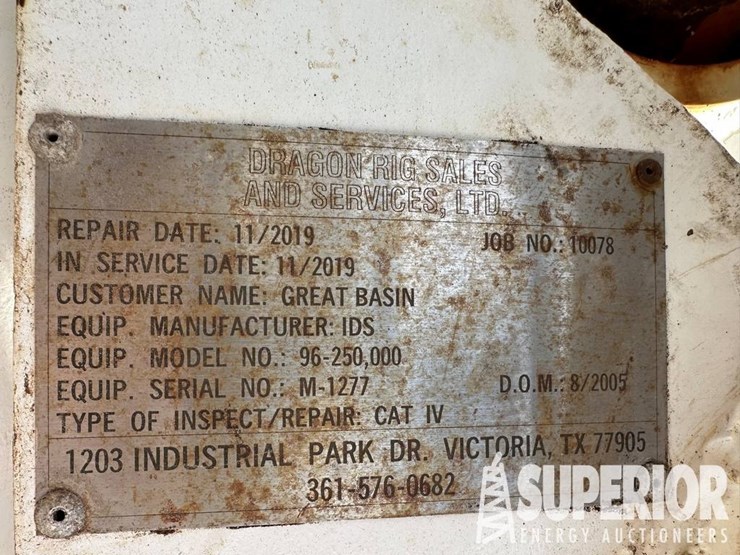 DRAGON RIG SALES
AND SERVICES, LTD.
REPAIR DATE: 11/2019 JOB NO.: 10078
IN SERVICE DATE: 11/2019
CUSTOMER NAME: GREAT BASIN
EQUIP. MANUFACTURER: IDS
EQUIP. MODEL NO.: 96-250,000
EQUIP. SERIAL NO.: M-1277 D.O.M.: 8/2005
TYPE OF INSPECT/REPAIR: CAT IV
1203 INDUSTRIAL PARK DR. VICTORIA, TX 77905
361-576-0682
SUPERIOR
ENERGY AUCTIONEERS